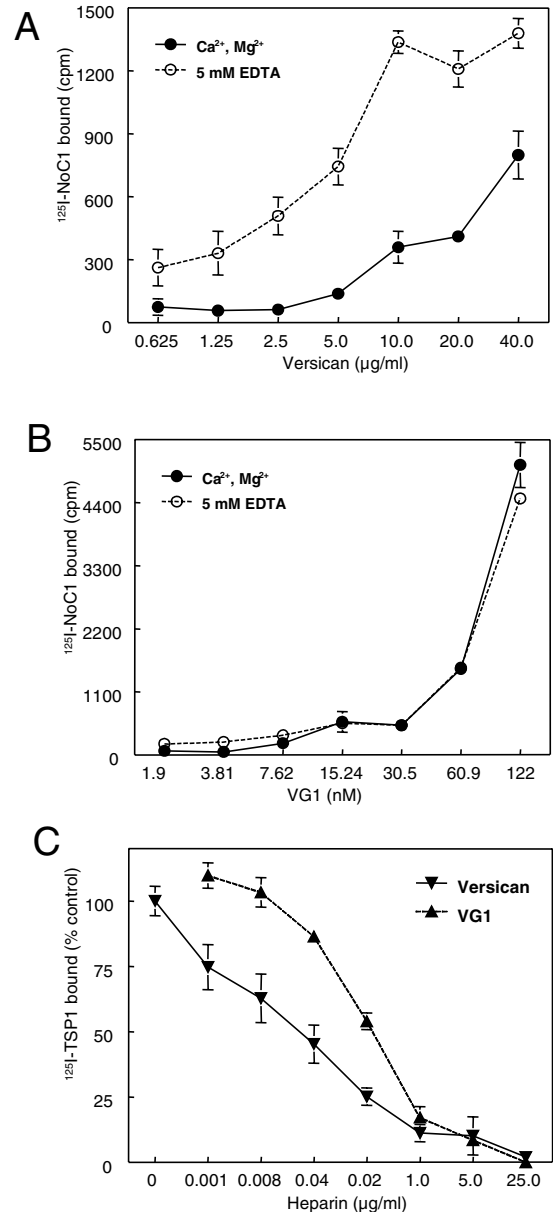 A
1500
1200
900
600
300
0
¹²⁵I-NoC1 bound (cpm)
Ca²⁺, Mg²⁺
5 mM EDTA
0.625 1.25 2.5 5.0 10.0 20.0 40.0
Versican (µg/ml)
B
5500
4400
3300
2200
1100
0
¹²⁵I-NoC1 bound (cpm)
Ca²⁺, Mg²⁺
5 mM EDTA
1.9 3.81 7.62 15.24 30.5 60.9 122
VG1 (nM)
C
100
75
50
25
0
¹²⁵I-TSP1 bound (% control)
Versican
VG1
0 0.001 0.008 0.04 0.02 1.0 5.0 25.0
Heparin (µg/ml)